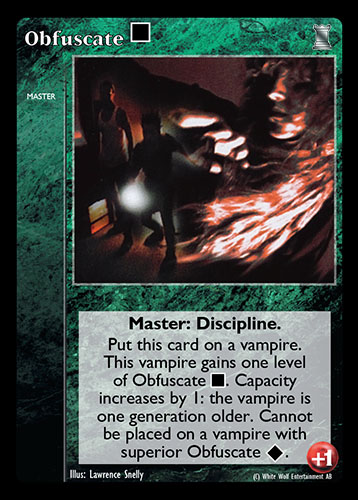 Obfuscate
MASTER
Master: Discipline.
Put this card on a vampire.
This vampire gains one level
of Obfuscate ■. Capacity
increases by 1: the vampire is
one generation older. Cannot
be placed on a vampire with
superior Obfuscate ◆.
+1
Illus: Lawrence Snelly
(C) White Wolf Entertainment AB